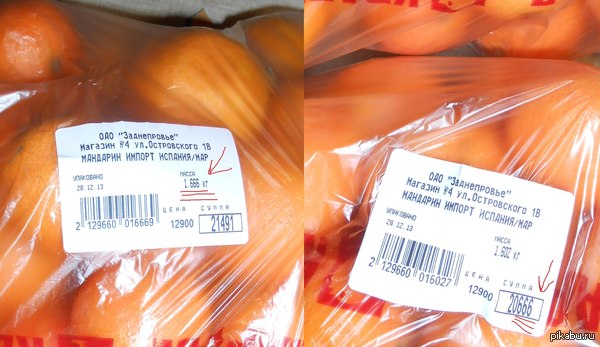 ОАО "Заднепровье"
Магазин №4 ул.Островского 1В
МАНДАРИН ИМПОРТ ИСПАНИЯ/МАР
УПАКОВАНО
28.12.13
МАССА
1.666 кг
ЦЕНА СУММА
2 129660 016669 12900 21491
ОАО "Заднепровье"
Магазин №4 ул.Островского 1В
МАНДАРИН ИМПОРТ ИСПАНИЯ/МАР
УПАКОВАНО
28.12.13
МАССА
1.602 кг
ЦЕНА СУММА
2 129660 016027 12900 20666
pikabu.ru